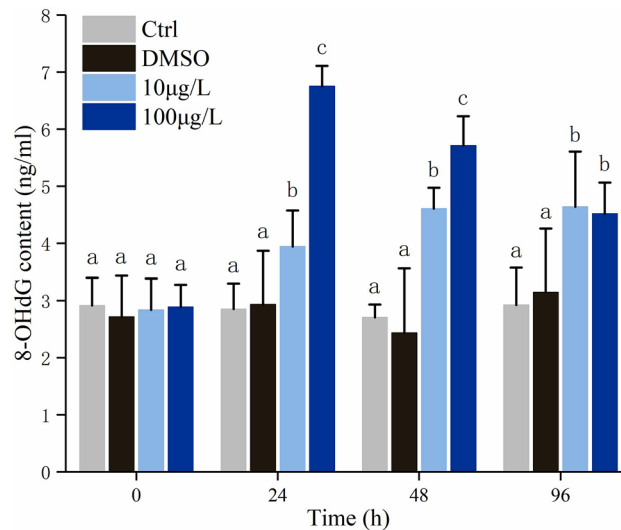 8-OHdG content (ng/ml)
8
7
6
5
4
3
2
1
0
Ctrl
DMSO
10μg/L
100μg/L
a a a a
a a b c
a a b c
a a b b
0 24 48 96
Time (h)